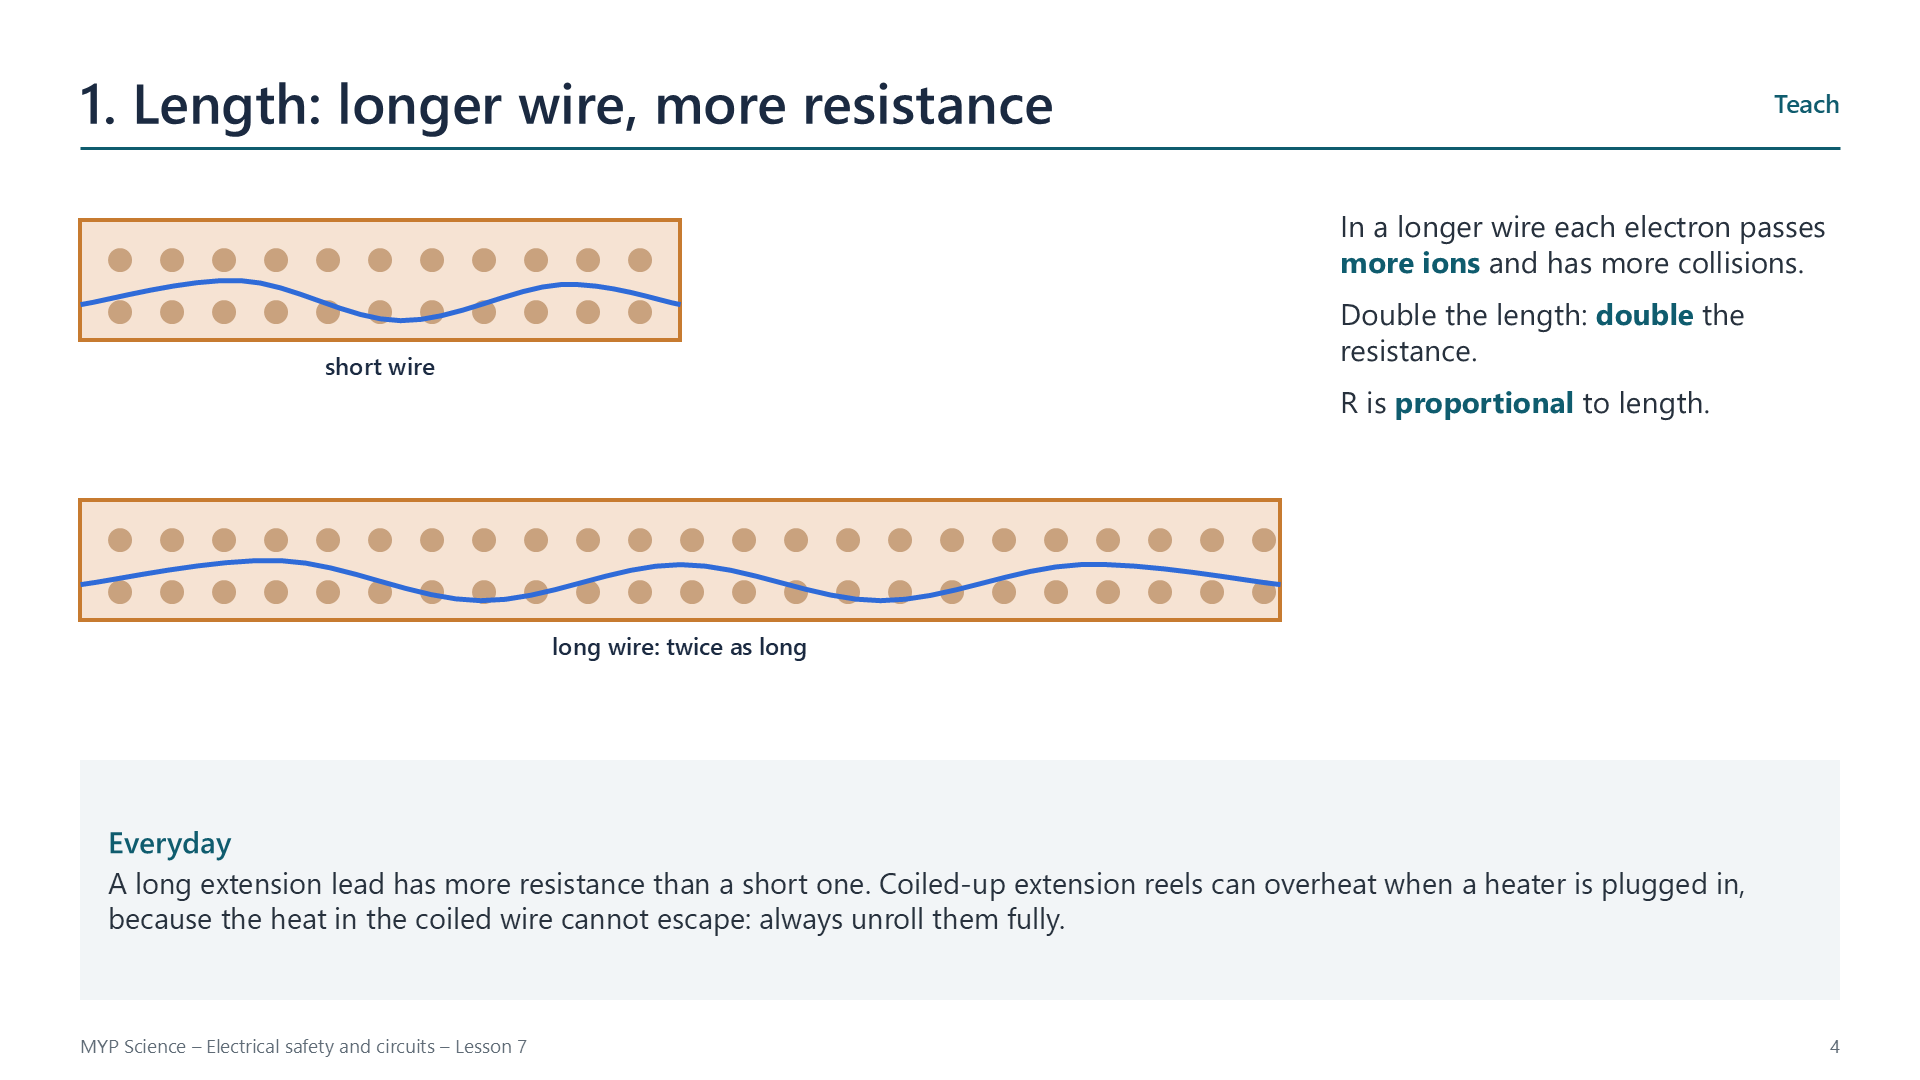 1. Length: longer wire, more resistance
Teach
short wire
long wire: twice as long
In a longer wire each electron passes
more ions and has more collisions.
Double the length: double the
resistance.
R is proportional to length.
Everyday
A long extension lead has more resistance than a short one. Coiled-up extension reels can overheat when a heater is plugged in,
because the heat in the coiled wire cannot escape: always unroll them fully.
MYP Science – Electrical safety and circuits – Lesson 7
4